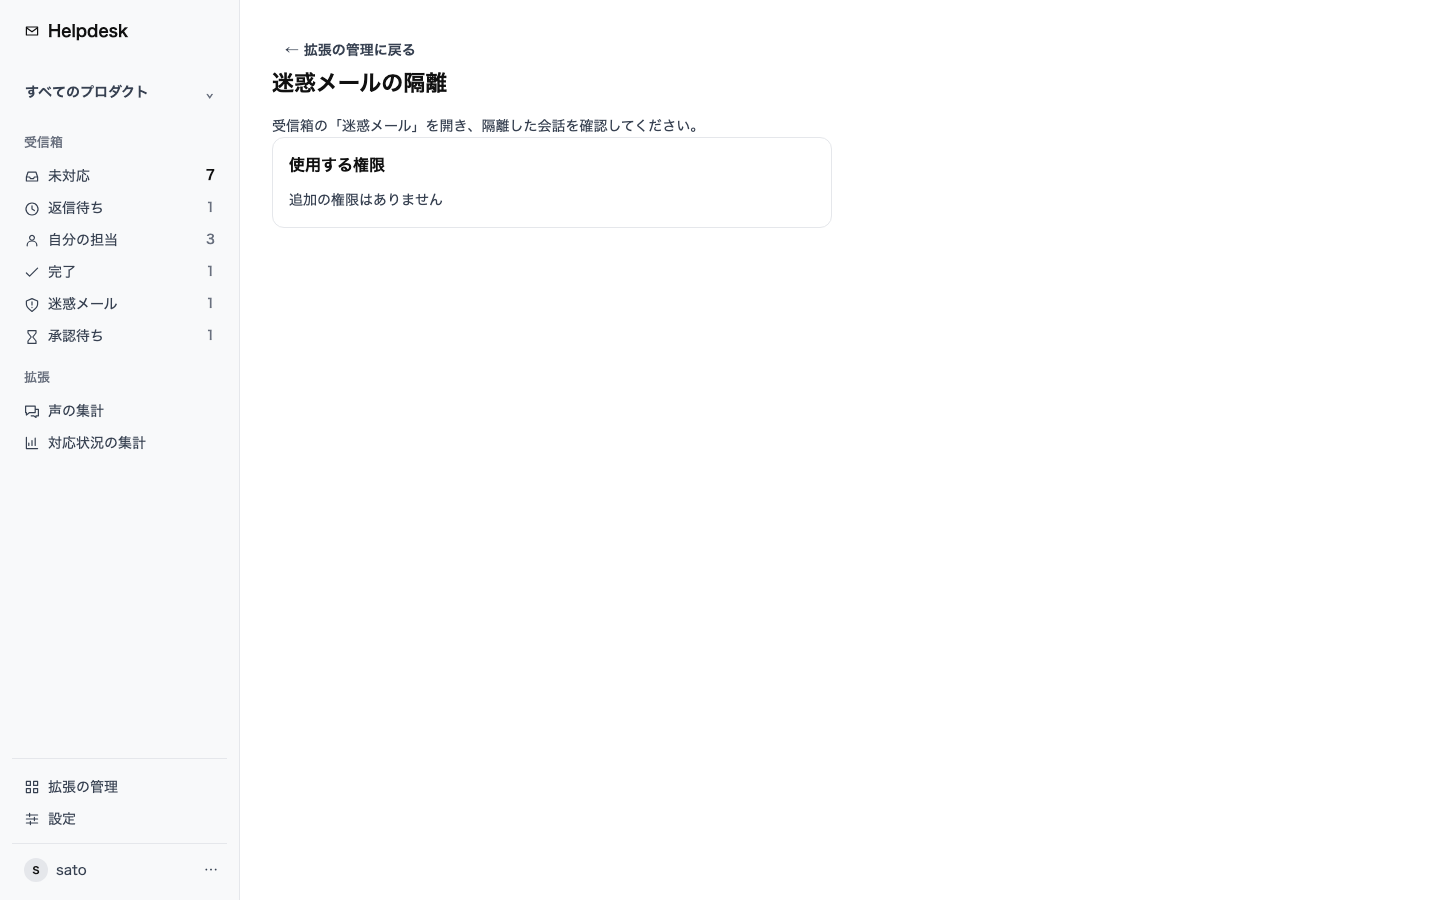 Helpdesk
すべてのプロダクト
受信箱
未対応 7
返信待ち 1
自分の担当 3
完了 1
迷惑メール 1
承認待ち 1
拡張
声の集計
対応状況の集計
拡張の管理
設定
S sato ...
← 拡張の管理に戻る
迷惑メールの隔離
受信箱の「迷惑メール」を開き、隔離した会話を確認してください。
使用する権限
追加の権限はありません